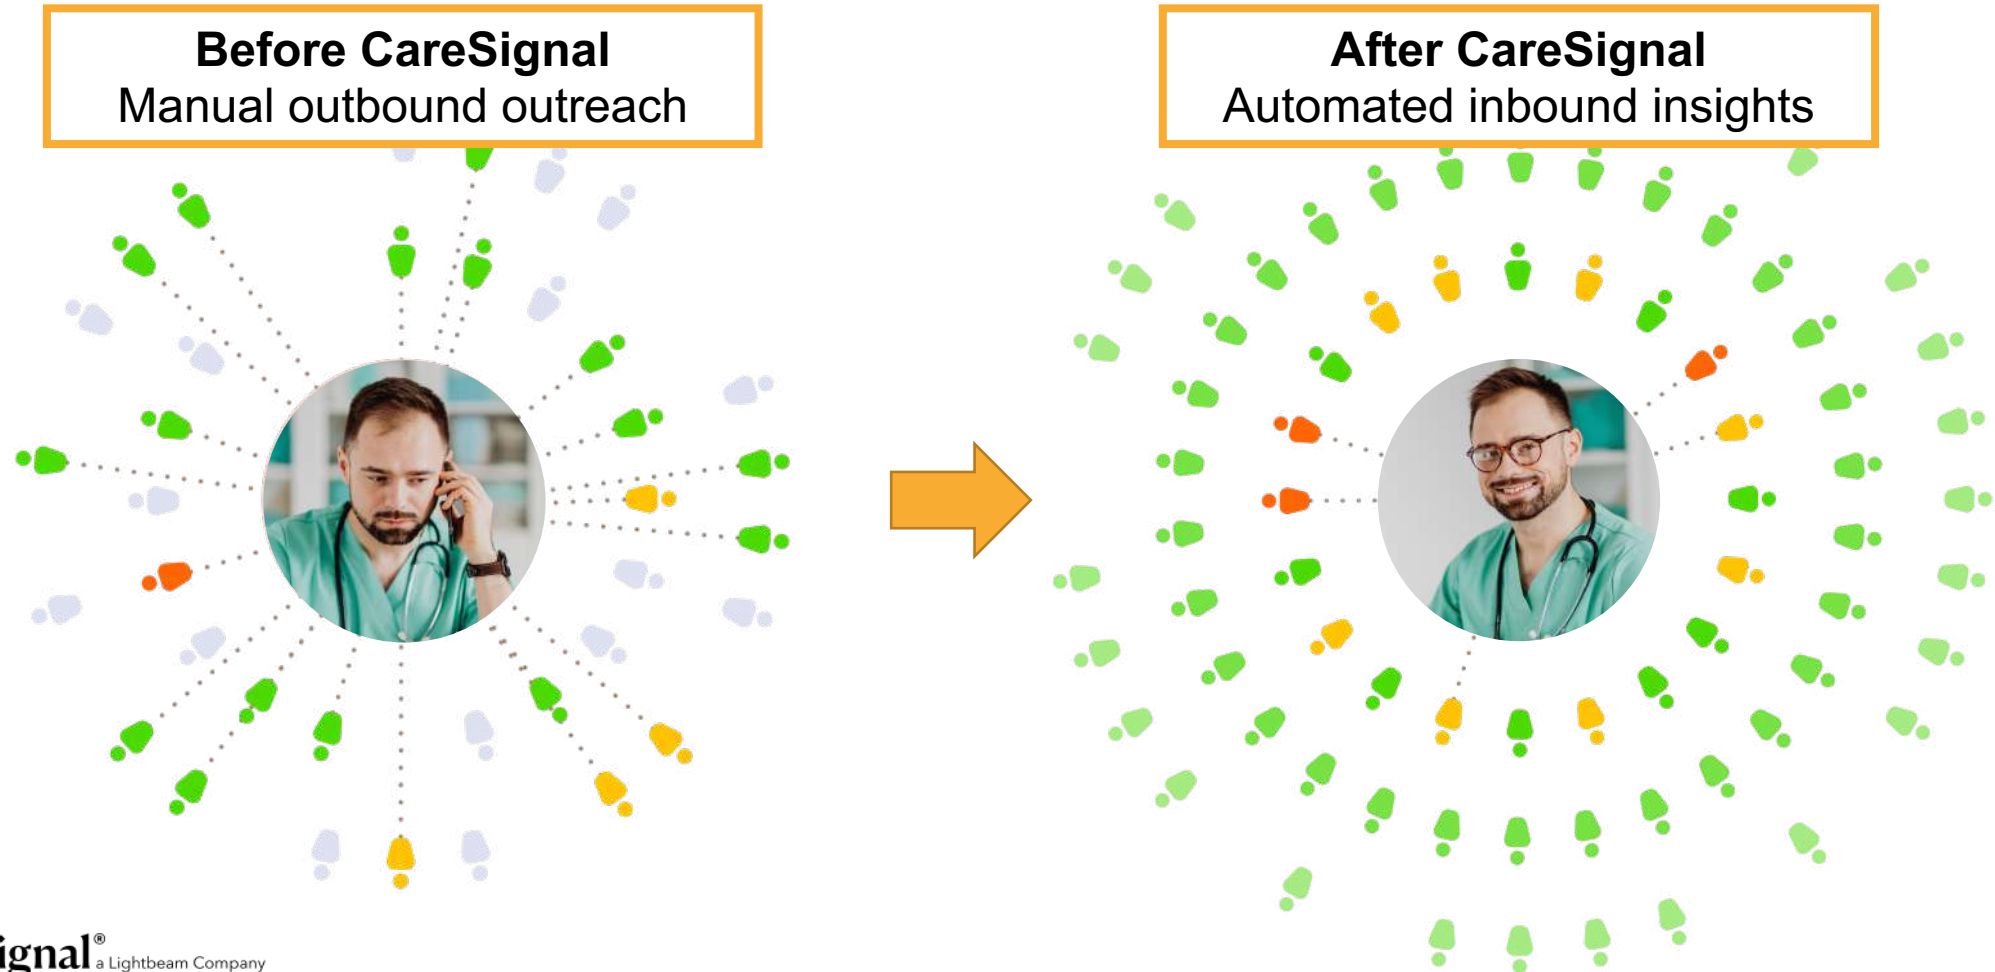 Before CareSignal
Manual outbound outreach
After CareSignal
Automated inbound insights
ignal® a Lightbeam Company